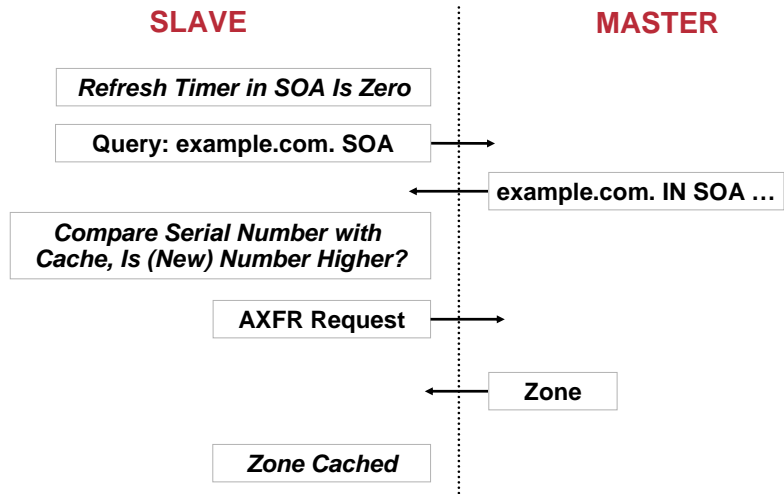 SLAVE
MASTER
Refresh Timer in SOA Is Zero
Query: example.com. SOA
example.com. IN SOA …
Compare Serial Number with
Cache, Is (New) Number Higher?
AXFR Request
Zone
Zone Cached